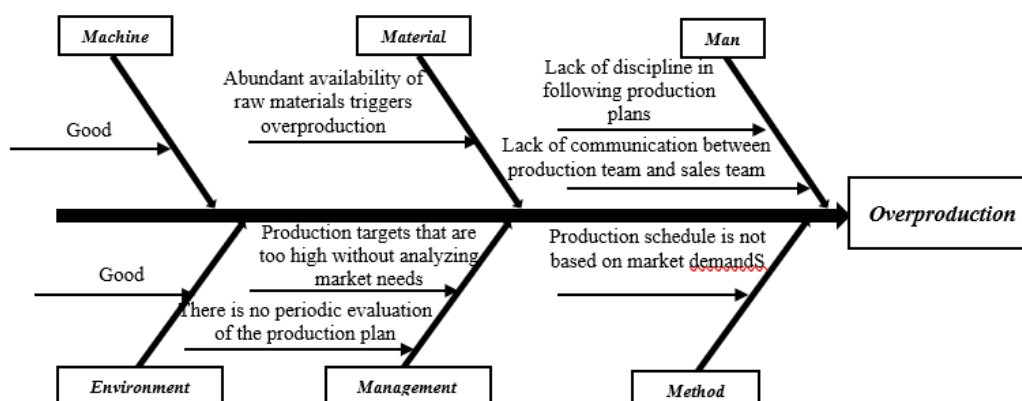 Machine
Material
Man
Abundant availability of
raw materials triggers
overproduction
Lack of discipline in
following production
plans
Good
Lack of communication between
production team and sales team
Overproduction
Production targets that are
too high without analyzing
market needs
Production schedule is not
based on market demandS
Good
There is no periodic evaluation
of the production plan
Environment
Management
Method